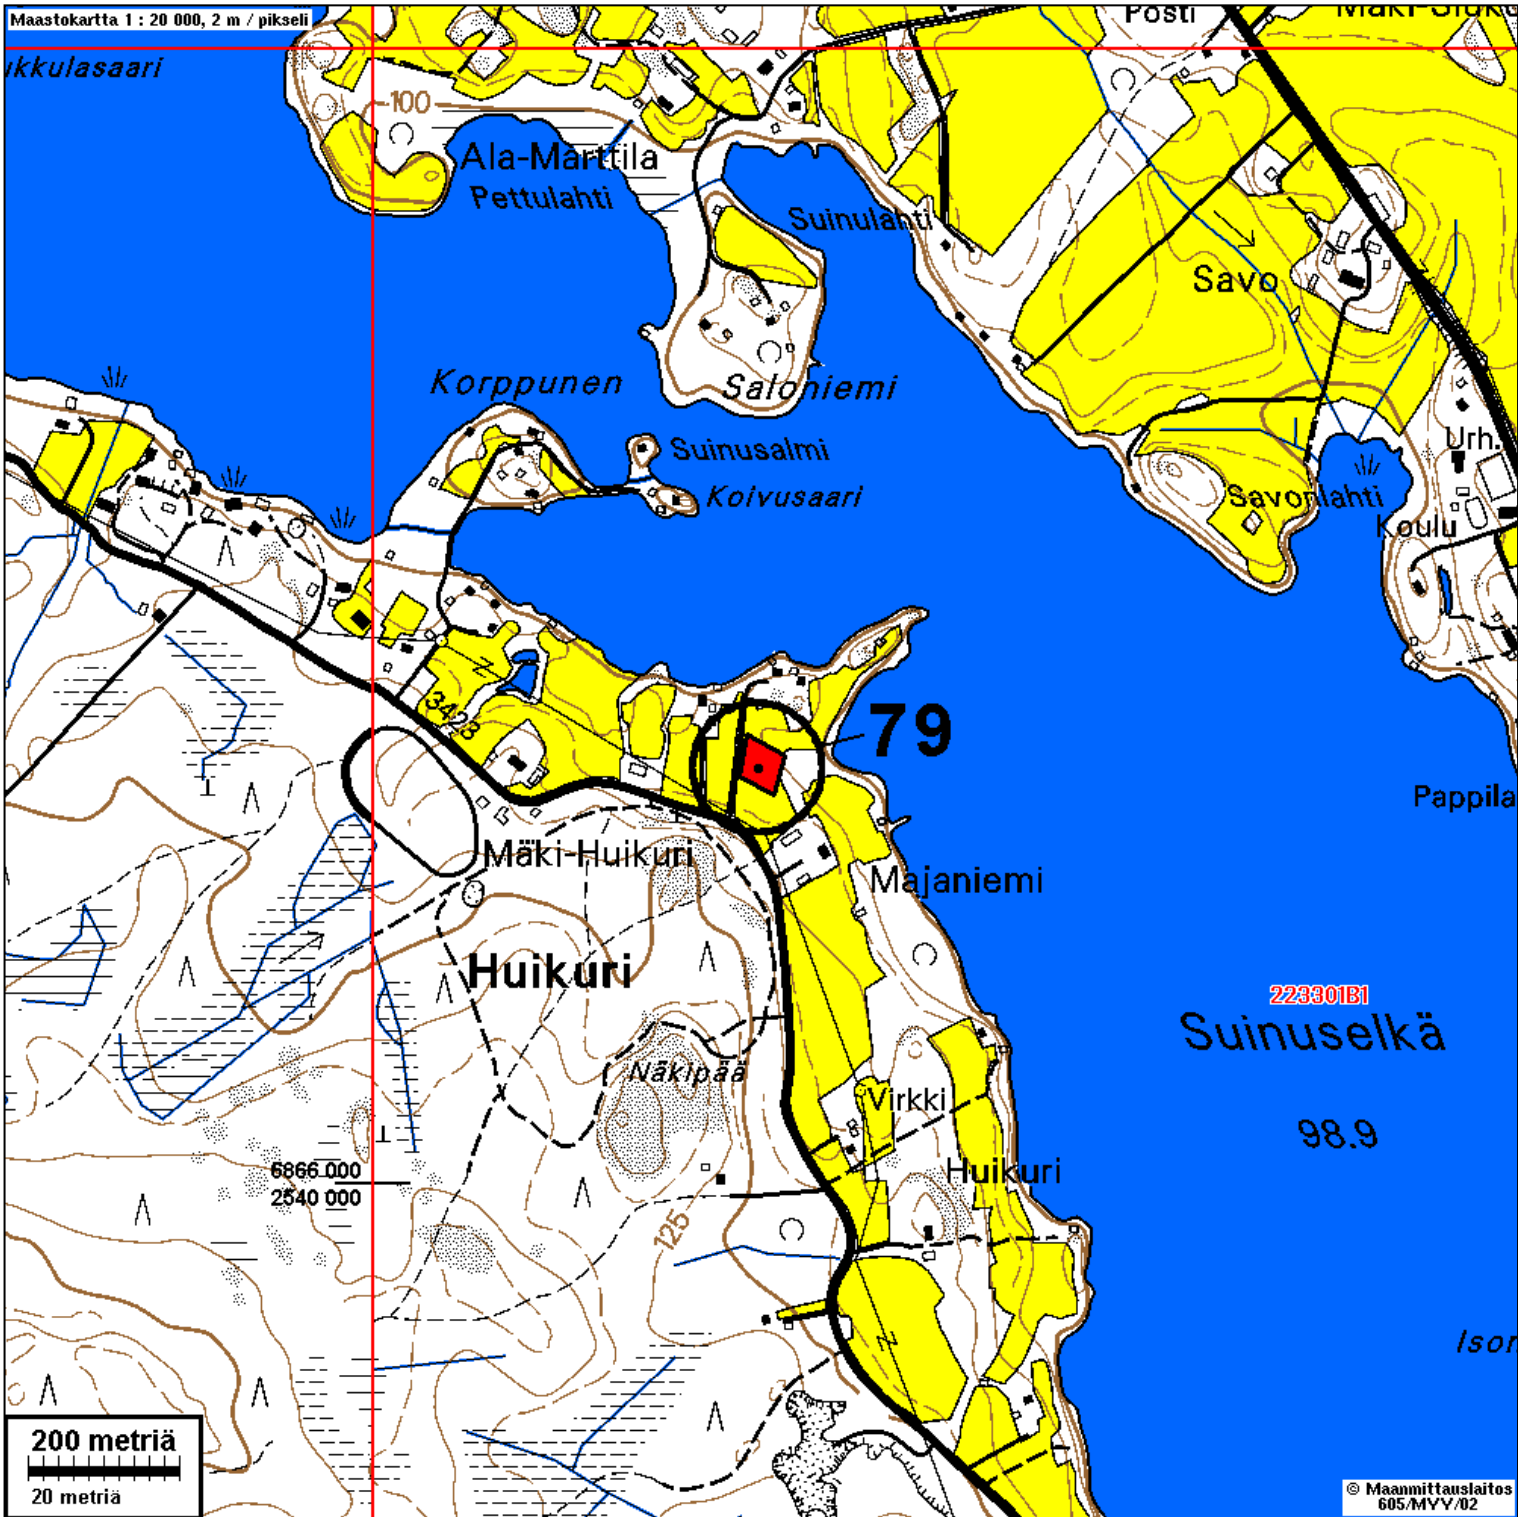 Maastokartta 1 : 20 000, 2 m / pikseli
Posti
100
Ala-Marttila
Pettulahti
Suinulahti
Savo
Korppunen
Saloniemi
Suinusalmi
Koivusaari
Urh.
Savonlahti
Koulu
3423
79
Pappila
Mäki-Huikuri
Majaniemi
Huikuri
223301B1
Suinuselkä
Näkipää
Virkki
98.9
6866 000
2540 000
Huikuri
125
200 metriä
20 metriä
© Maanmittauslaitos
605/MYY/02